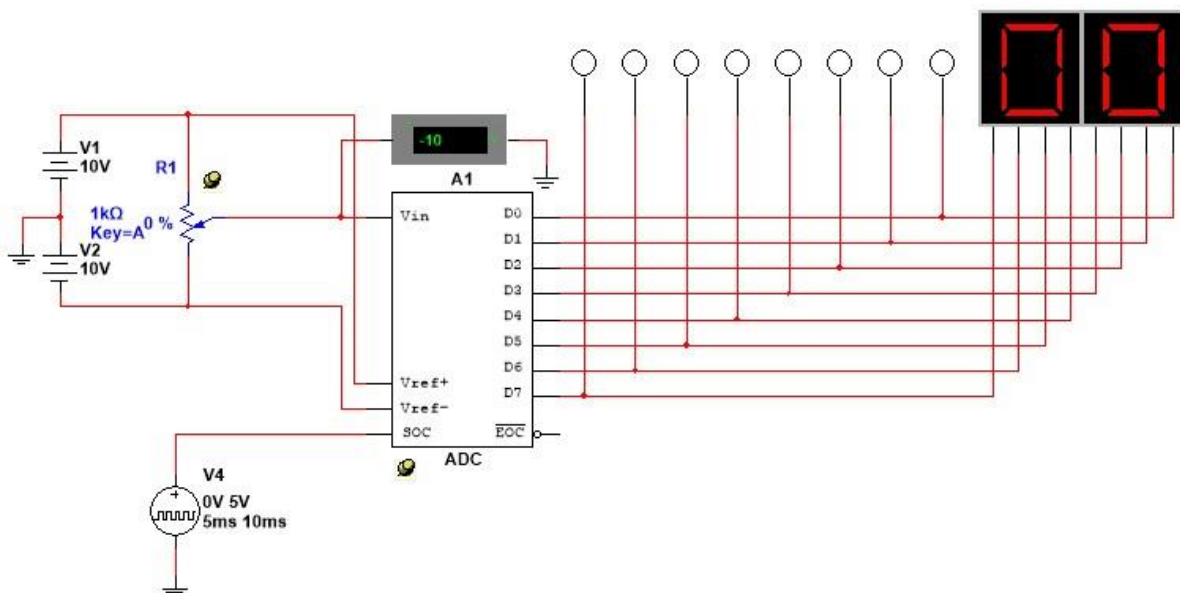 00
V1
10V
R1
1kΩ
Key=A
0 %
V2
10V
-10
A1
Vin
Vref+
Vref-
SOC
D0
D1
D2
D3
D4
D5
D6
D7
EOC
ADC
V4
0V 5V
5ms 10ms